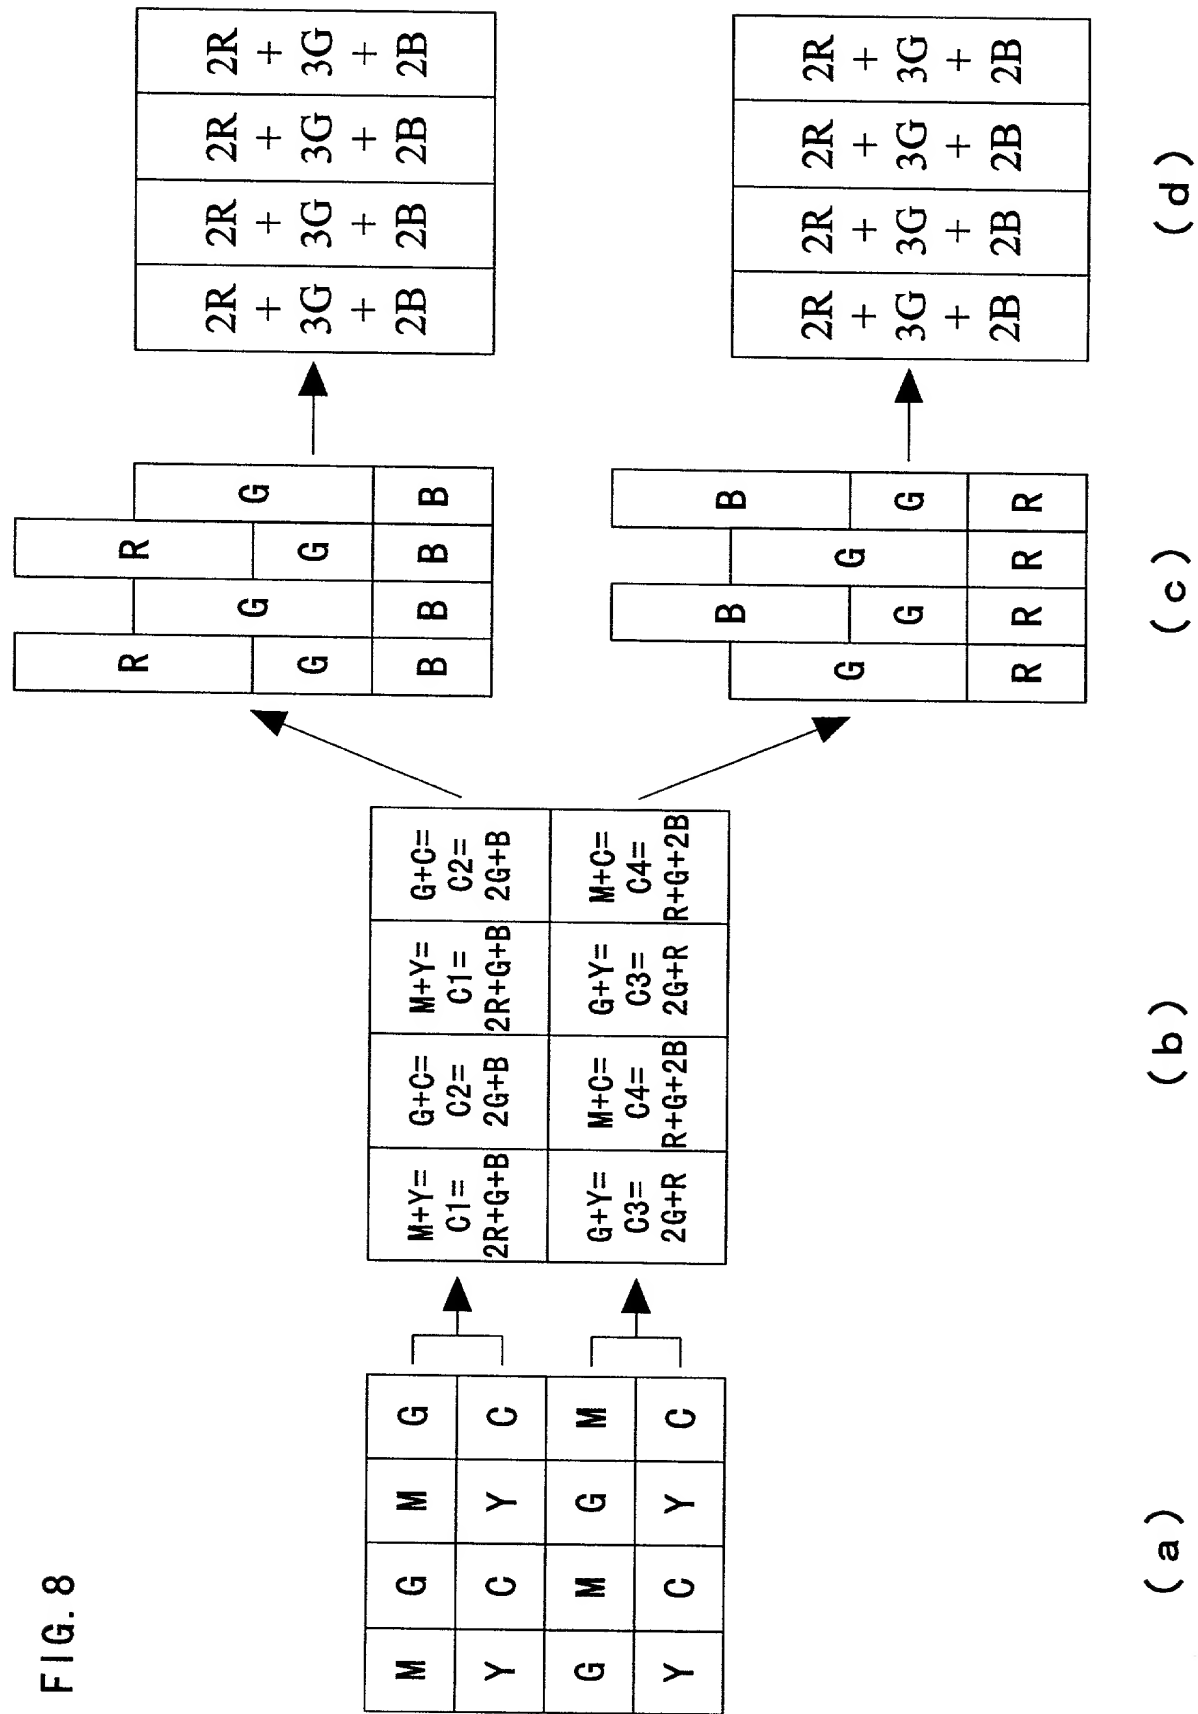 FIG. 8
M G M G
Y C Y C
G M G M
Y C Y C
(a)
M+Y= G+C= M+Y= G+C=
C1= C2= C1= C2=
2R+G+B 2G+B 2R+G+B 2G+B
G+Y= M+C= G+Y= M+C=
C3= C4= C3= C4=
2G+R R+G+2B 2G+R R+G+2B
(b)
R G R G
G G
B B B B
G B G B
G G
R R R R
(c)
2R 2R 2R 2R
+ + + +
3G 3G 3G 3G
+ + + +
2B 2B 2B 2B
2R 2R 2R 2R
+ + + +
3G 3G 3G 3G
+ + + +
2B 2B 2B 2B
(d)